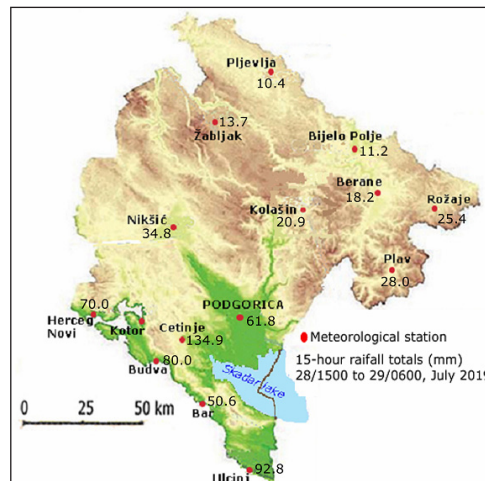 Pljevlja
10.4
13.7
Žabljak
Bijelo Polje
11.2
Berane
18.2
Rožaje
25.4
Kolašin
20.9
Nikšić
34.8
Plav
28.0
PODGORICA
61.8
70.0
Herceg
Novi
Kotor
Cetinje
134.9
80.0
Budva
Skadar lake
50.6
Bar
92.8
Ulcinj
Meteorological station
15-hour raifall totals (mm)
28/1500 to 29/0600, July 2019
0 25 50 km